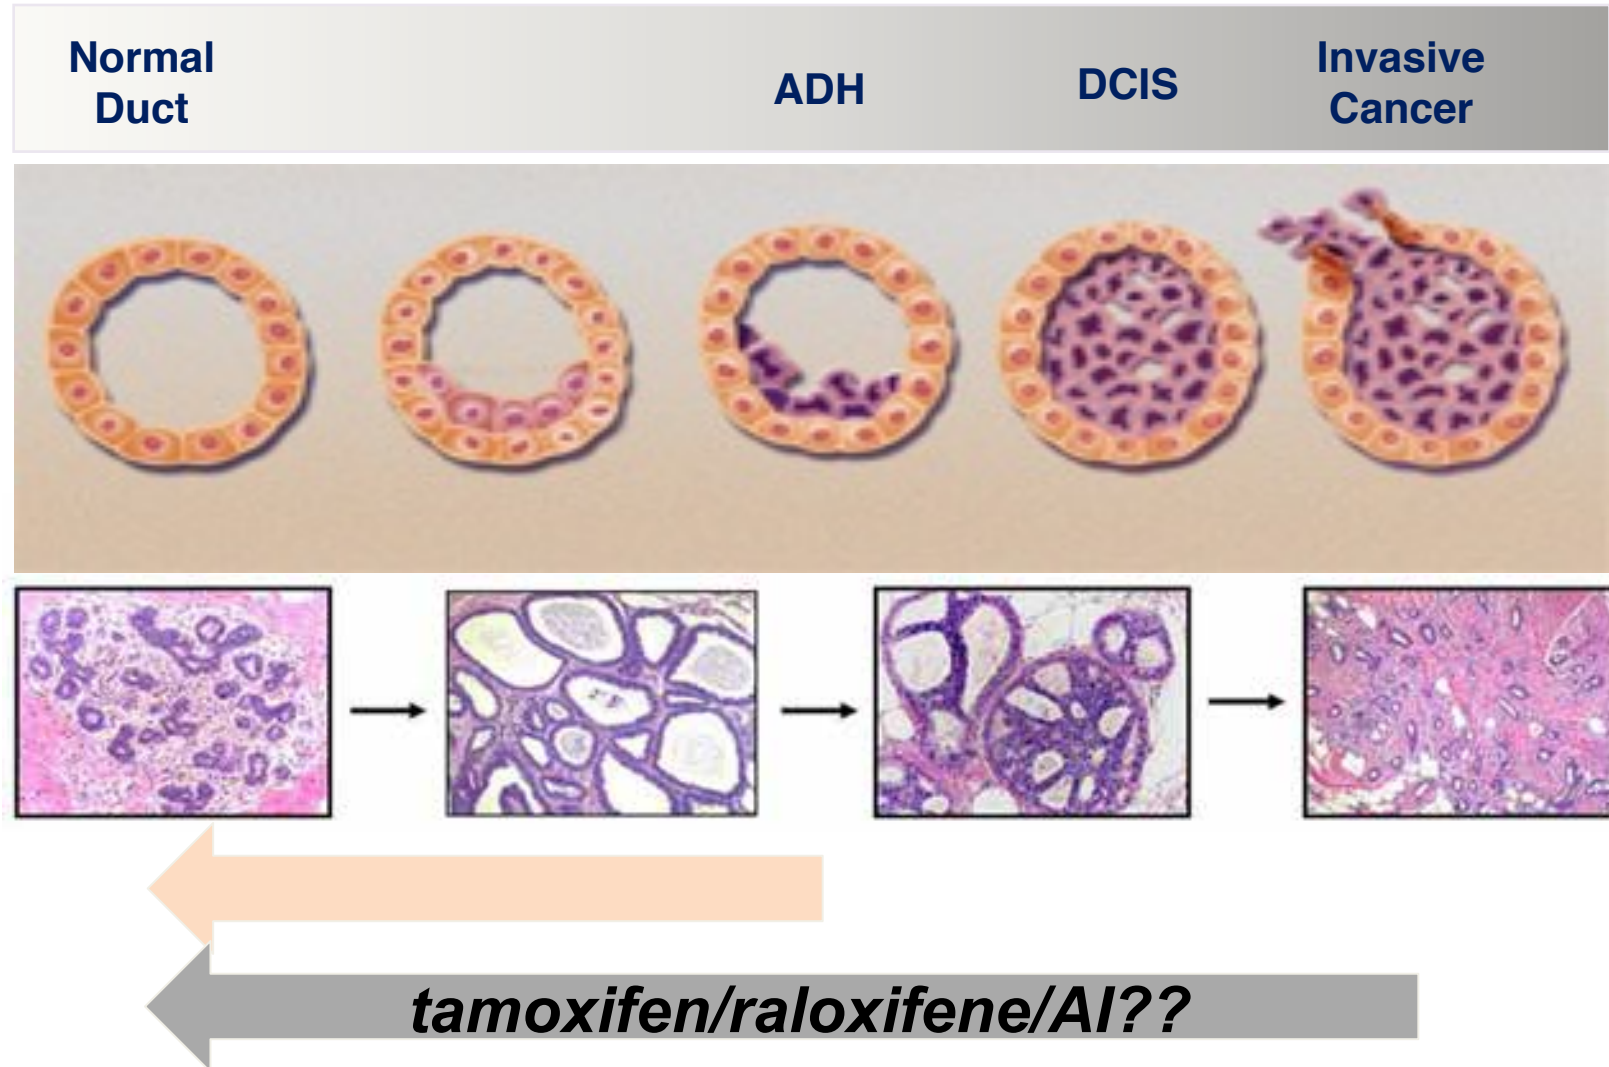 Normal
Duct
ADH
DCIS
Invasive
Cancer
tamoxifen/raloxifene/AI??